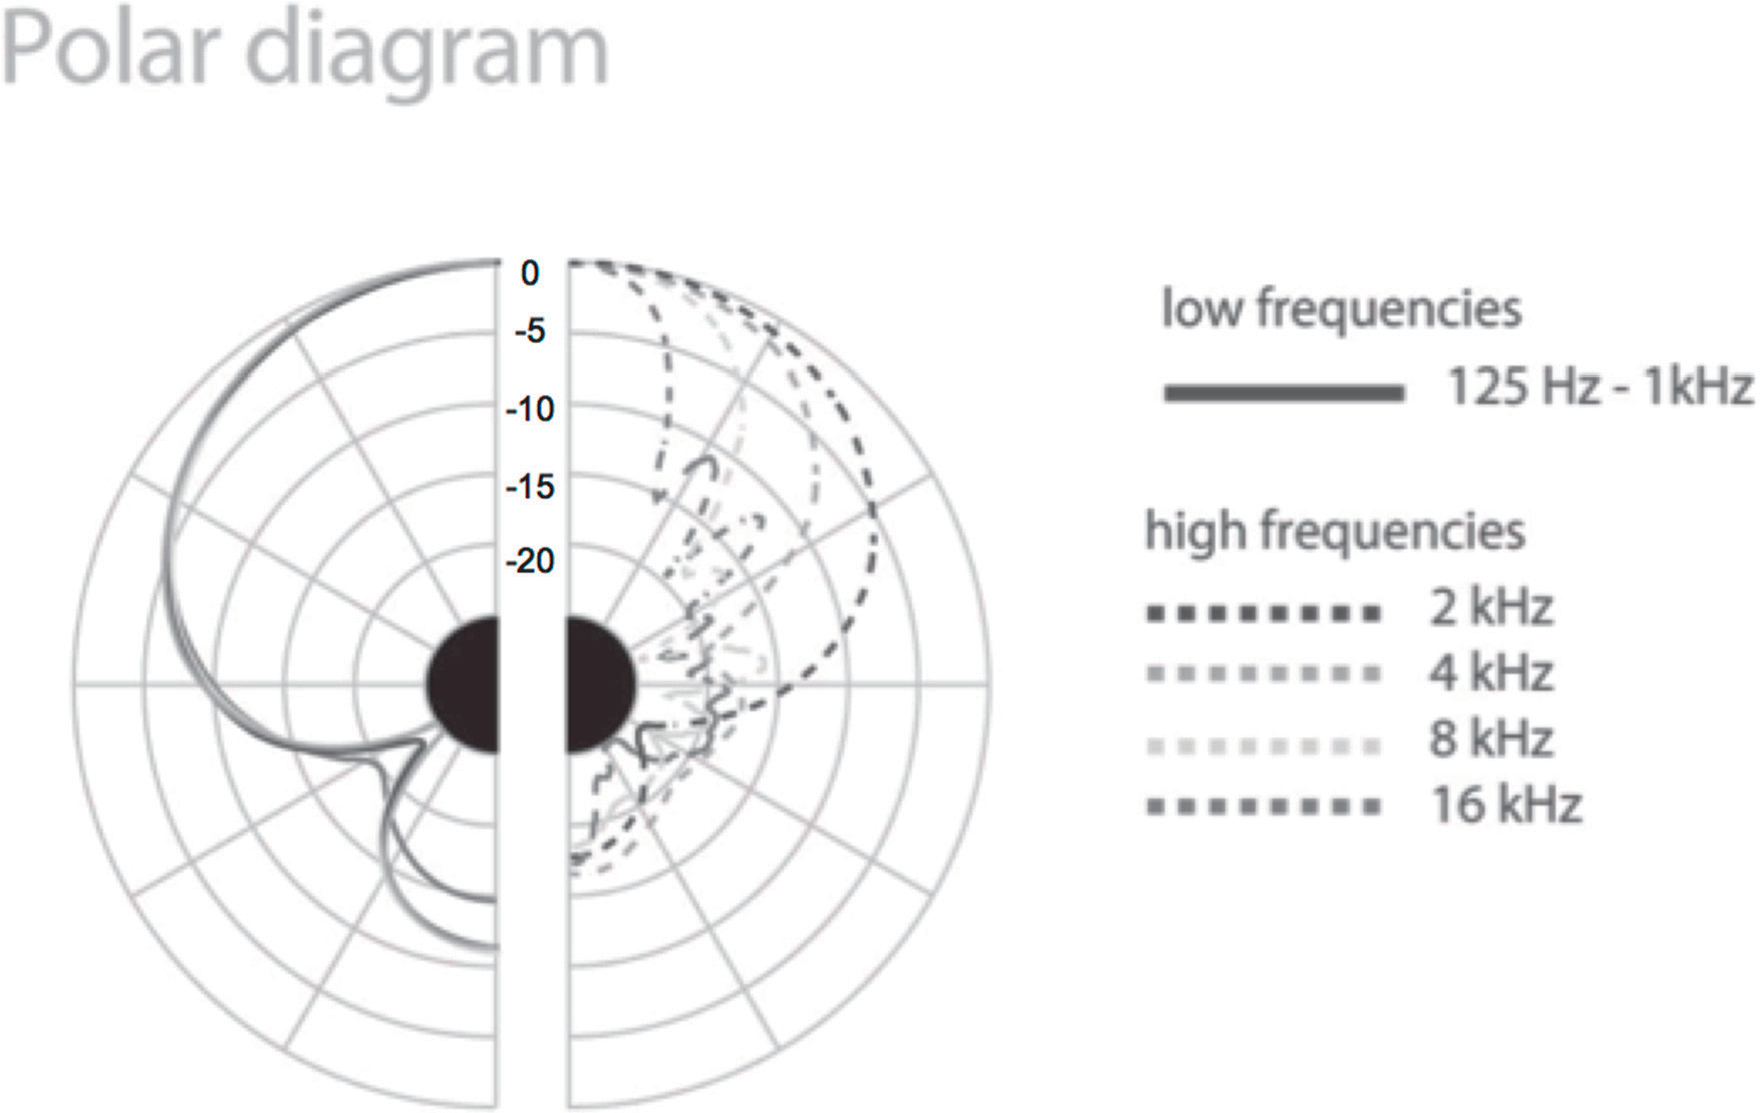 Polar diagram
0
-5
-10
-15
-20
low frequencies
125 Hz - 1kHz
high frequencies
2 kHz
4 kHz
8 kHz
16 kHz